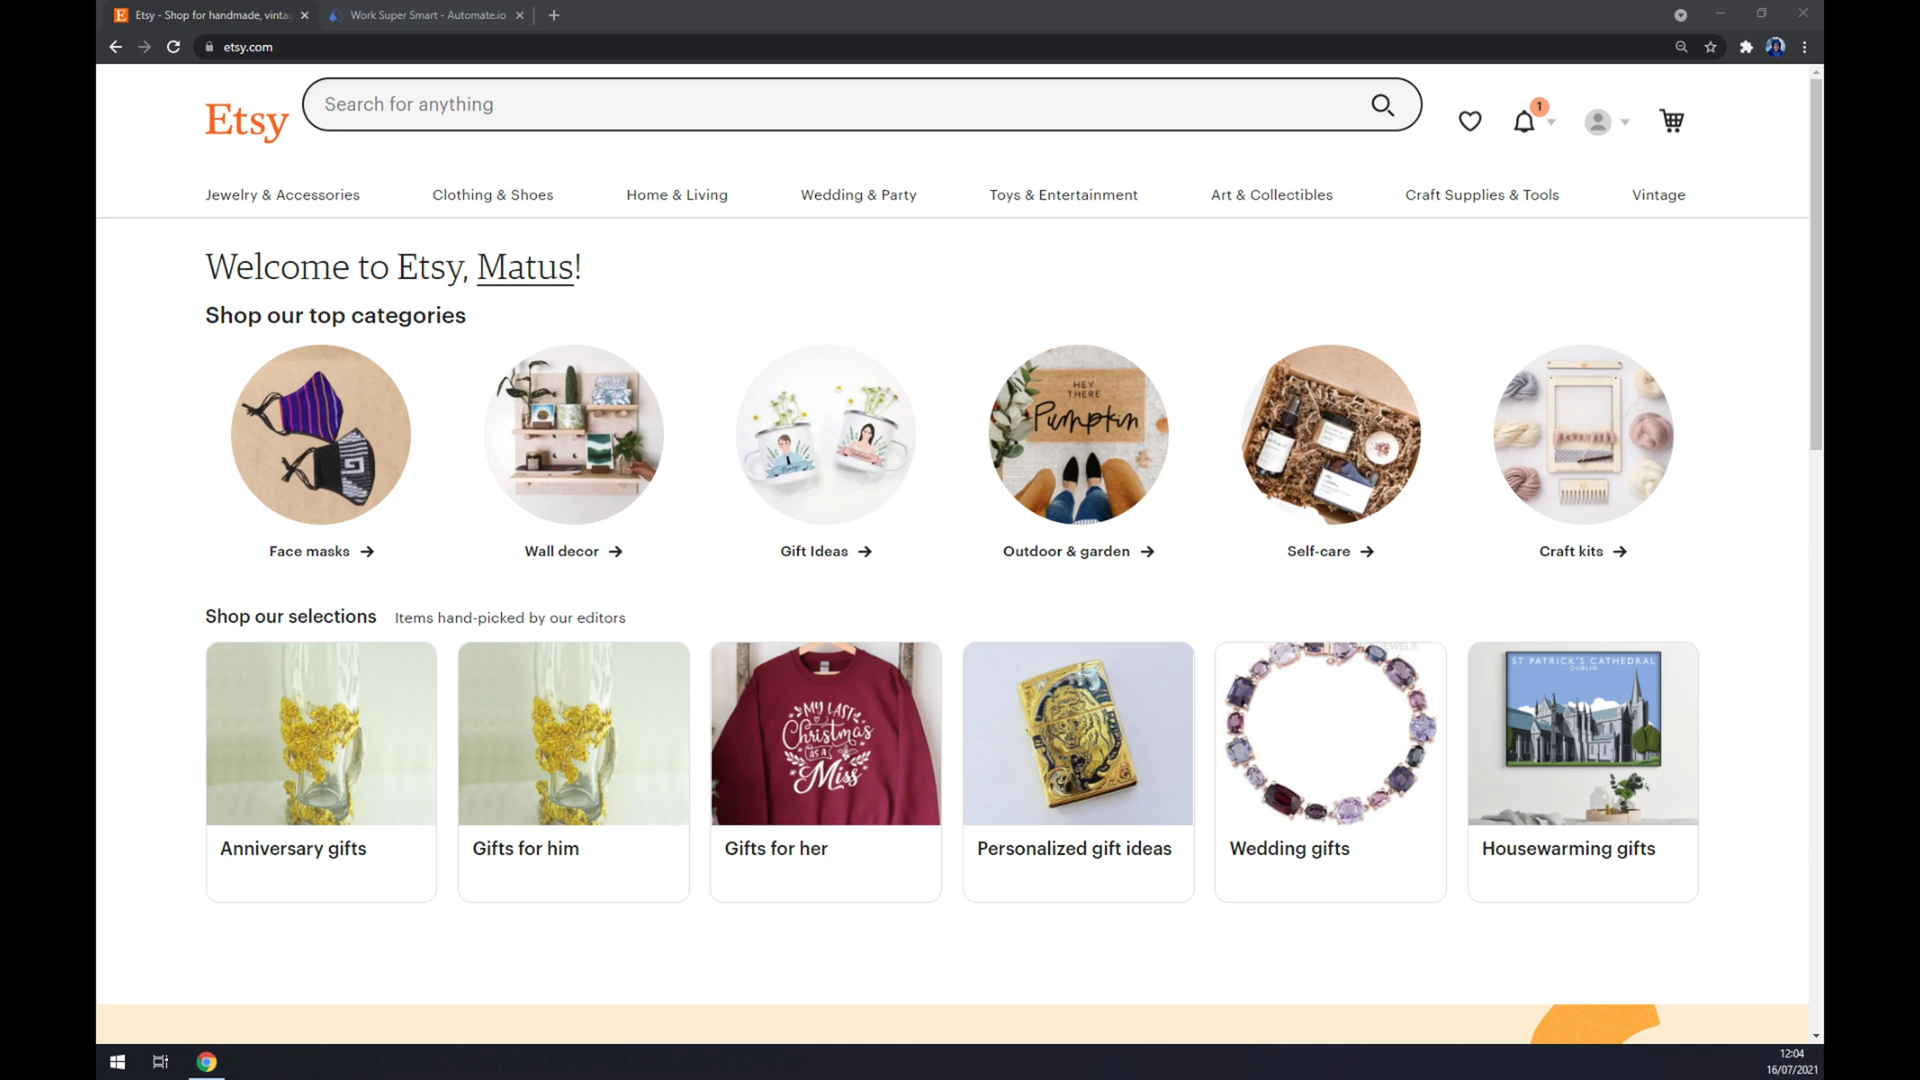 Etsy - Shop for handmade, vintag
Work Super Smart - Automate.io
etsy.com
Etsy
Search for anything
1
Jewelry & Accessories
Clothing & Shoes
Home & Living
Wedding & Party
Toys & Entertainment
Art & Collectibles
Craft Supplies & Tools
Vintage
Welcome to Etsy, Matus!
Shop our top categories
HEY
THERE
Pumpkin
Face masks
Wall decor
Gift Ideas
Outdoor & garden
Self-care
Craft kits
Shop our selections
Items hand-picked by our editors
MY LAST
Christmas
AS A
Miss
EWELS
ST PATRICK'S CATHEDRAL
DUBLIN
Anniversary gifts
Gifts for him
Gifts for her
Personalized gift ideas
Wedding gifts
Housewarming gifts
12:04
16/07/2021